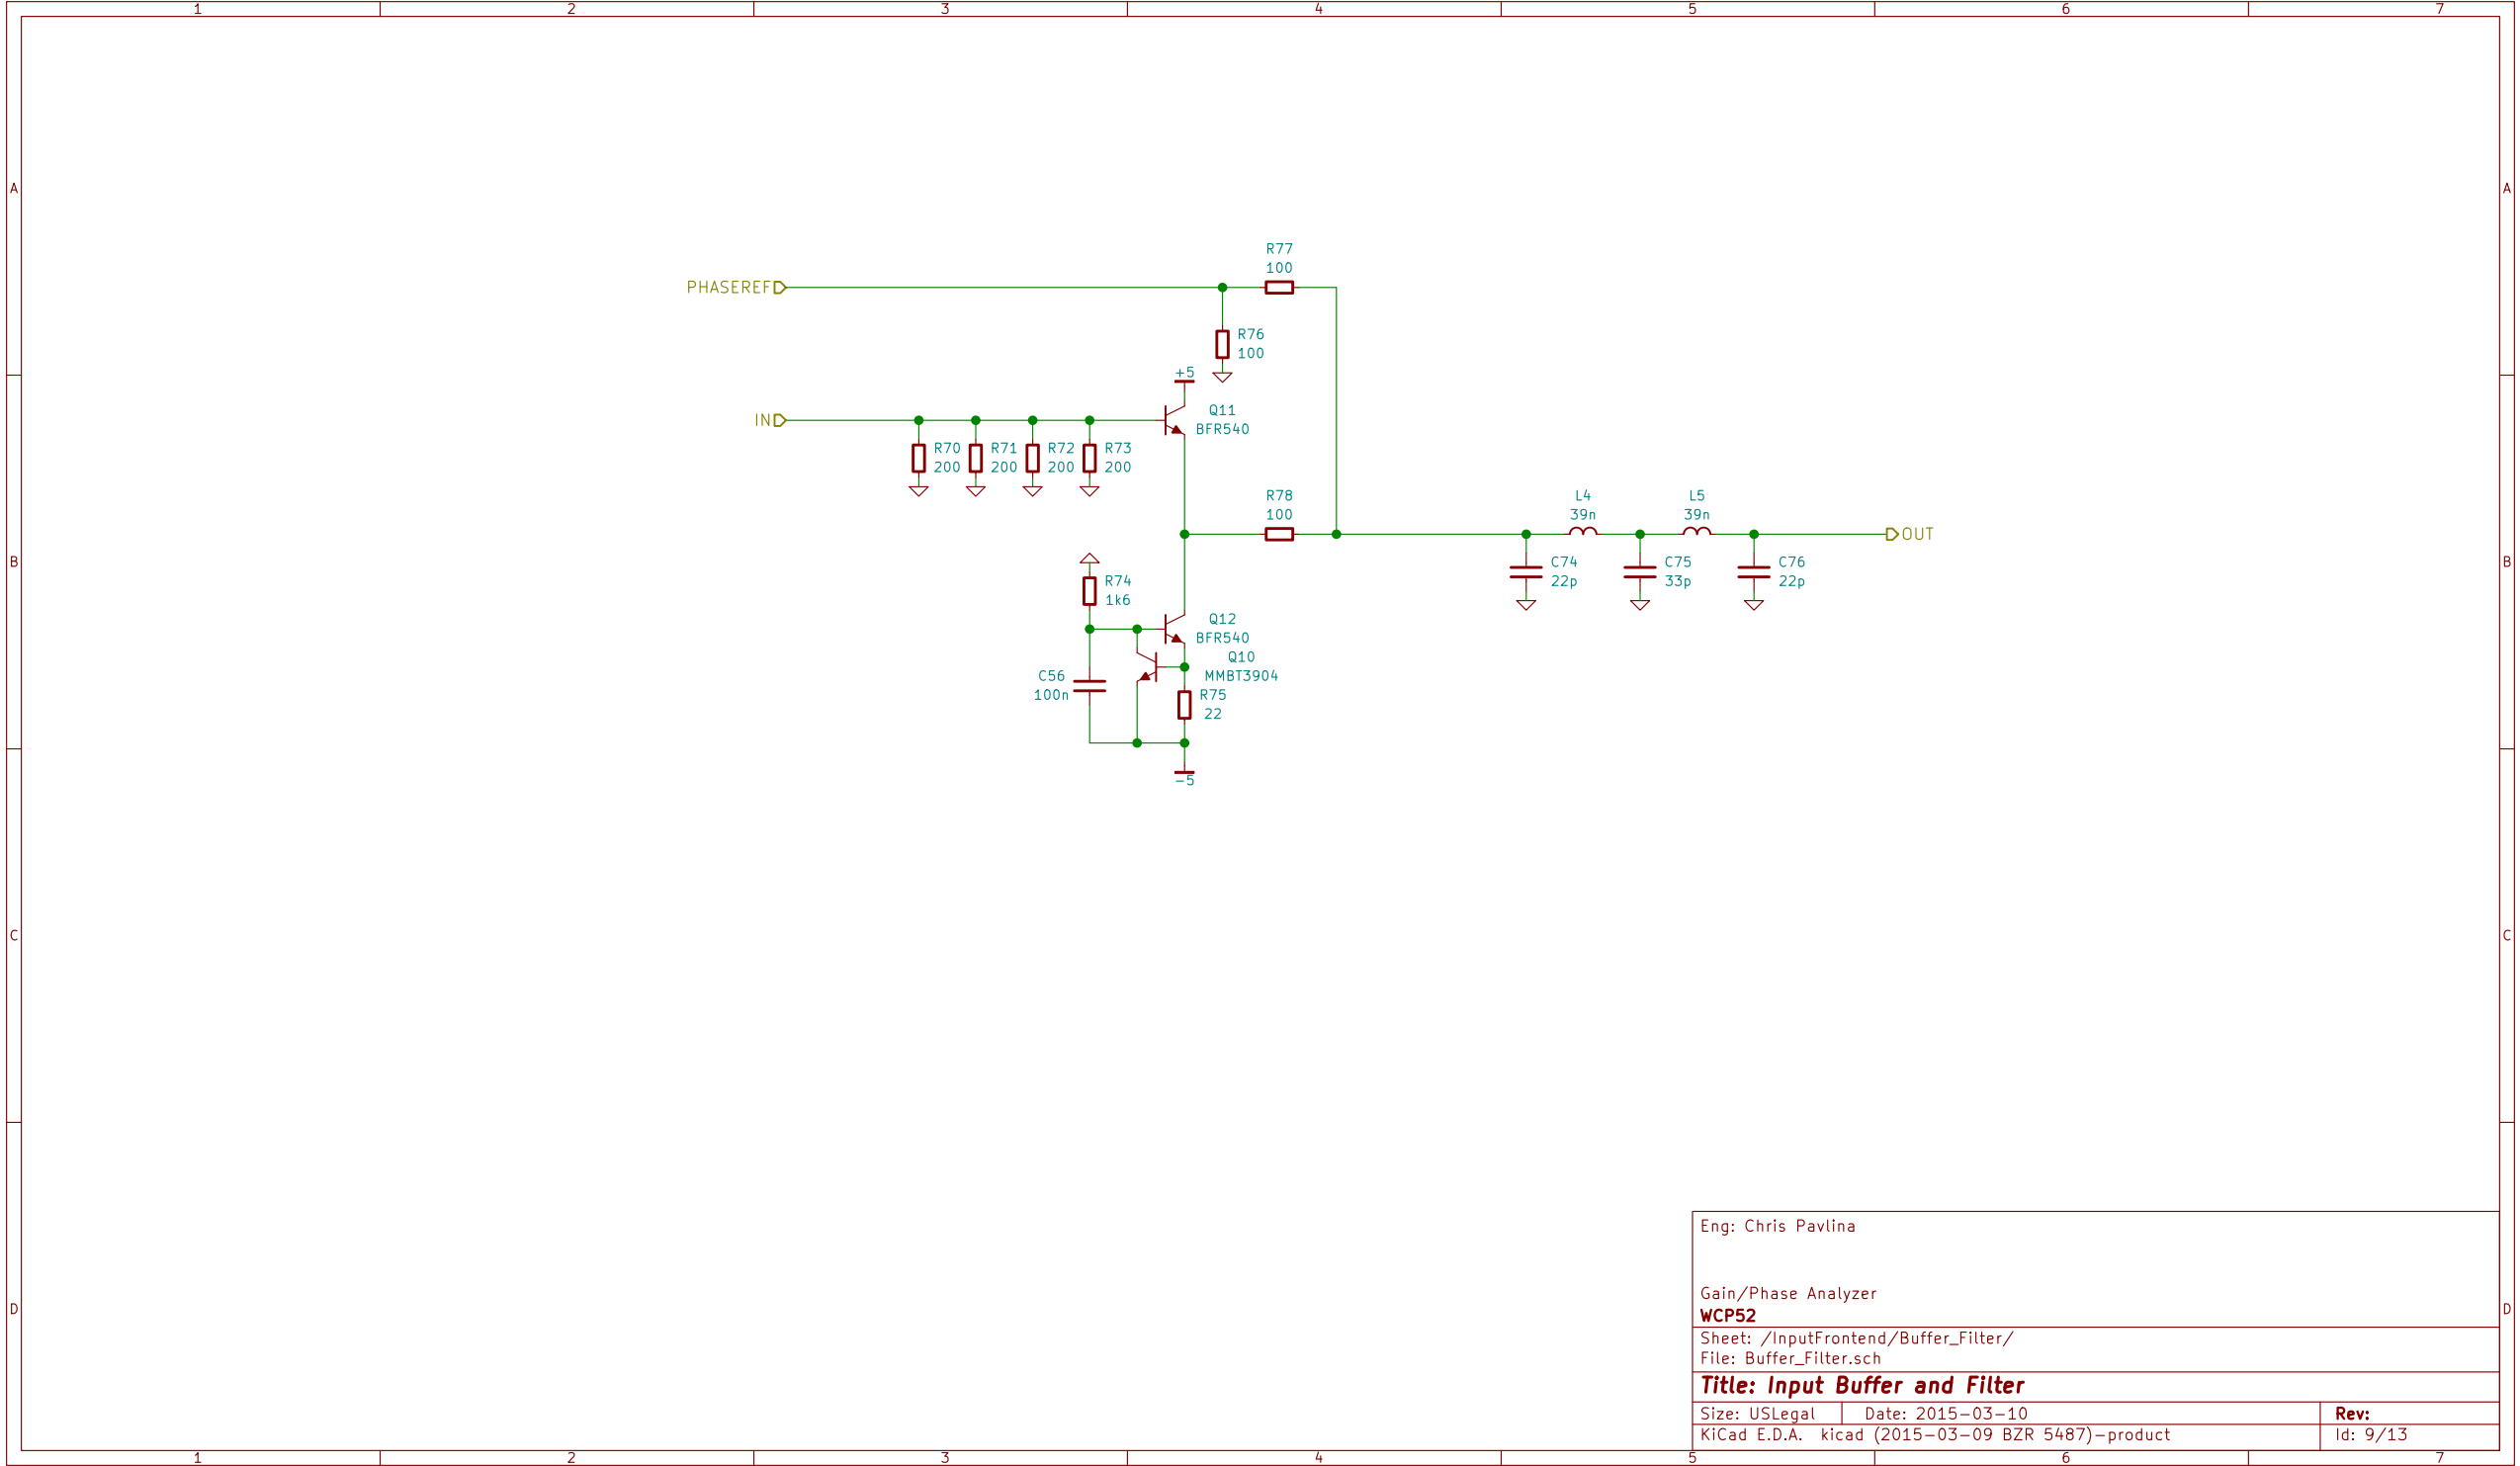 1 2 3 4 5 6 7
A A
R77
100
PHASEREF
R76
100
+5
Q11
BFR540
IN
R70 R71 R72 R73
200 200 200 200
R78
100
L4 L5
39n 39n
OUT
B B
C74 C75 C76
22p 33p 22p
R74
1k6
Q12
BFR540
Q10
MMBT3904
C56
100n
R75
22
-5
C C
Eng: Chris Pavlina
Gain/Phase Analyzer
WCP52
D D
Sheet: /InputFrontend/Buffer_Filter/
File: Buffer_Filter.sch
Title: Input Buffer and Filter
Size: USLegal Date: 2015-03-10 Rev:
KiCad E.D.A. kicad (2015-03-09 BZR 5487)-product Id: 9/13
1 2 3 4 5 6 7